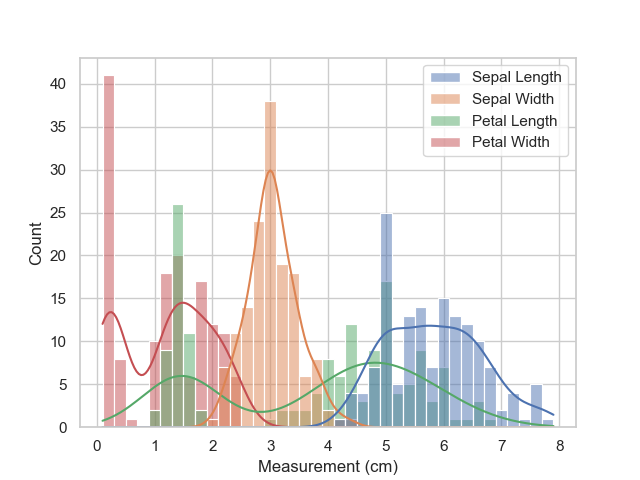 Sepal Length
Sepal Width
Petal Length
Petal Width
40
35
30
25
20
15
10
5
0
Count
0 1 2 3 4 5 6 7 8
Measurement (cm)